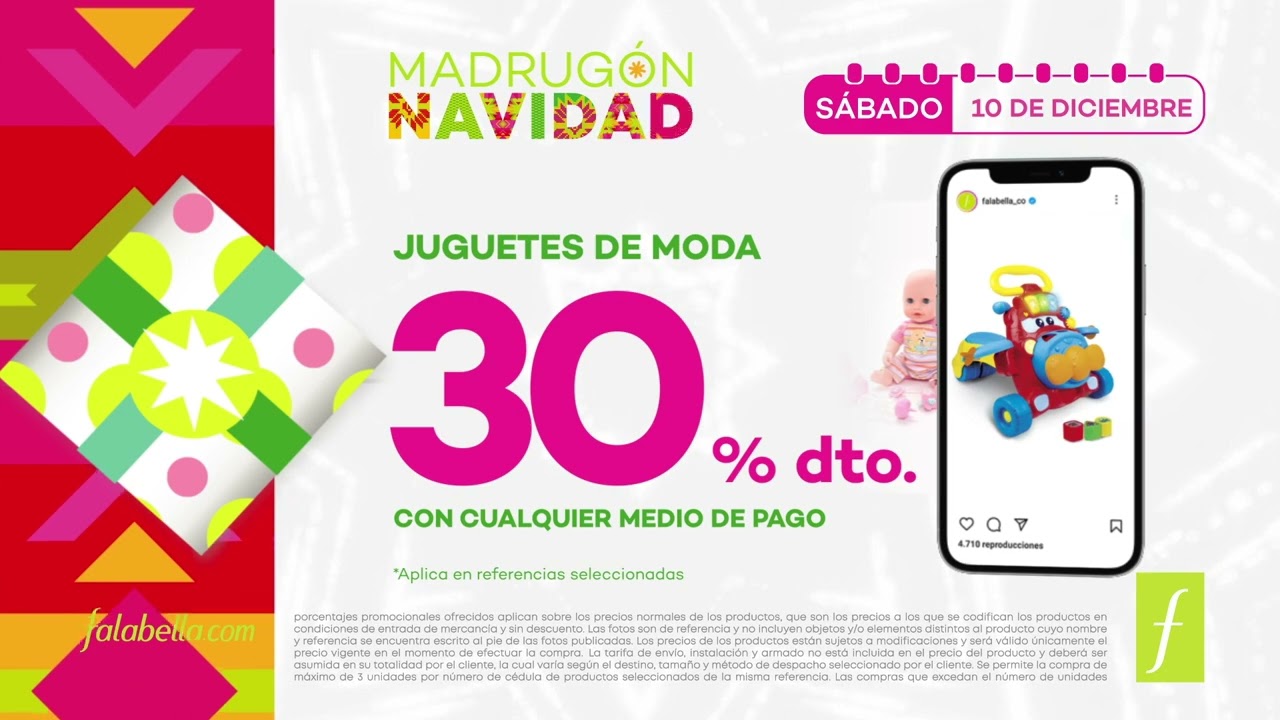 MADRUGÓN
NAVIDAD
SÁBADO 10 DE DICIEMBRE
JUGUETES DE MODA
30 % dto.
CON CUALQUIER MEDIO DE PAGO
*Aplica en referencias seleccionadas
falabella_co
4.710 reproducciones
falabella.com
porcentajes promocionales ofrecidos aplican sobre los precios normales de los productos, que son los precios a los que se codifican los productos en
condiciones de entrada de mercancía y sin descuento. Las fotos son de referencia y no incluyen objetos y/o elementos distintos al producto cuyo nombre
y referencia se encuentra escrito al pie de las fotos publicadas. Los precios de los productos están sujetos a modificaciones y será válido únicamente el
precio vigente en el momento de efectuar la compra. La tarifa de envío, instalación y armado no está incluida en el precio del producto y deberá ser
asumida en su totalidad por el cliente, la cual varía según el destino, tamaño y método de despacho seleccionado por el cliente. Se permite la compra de
máximo de 3 unidades por numero de cédula de productos seleccionados de la misma referencia. Las compras que excedan el número de unidades
f